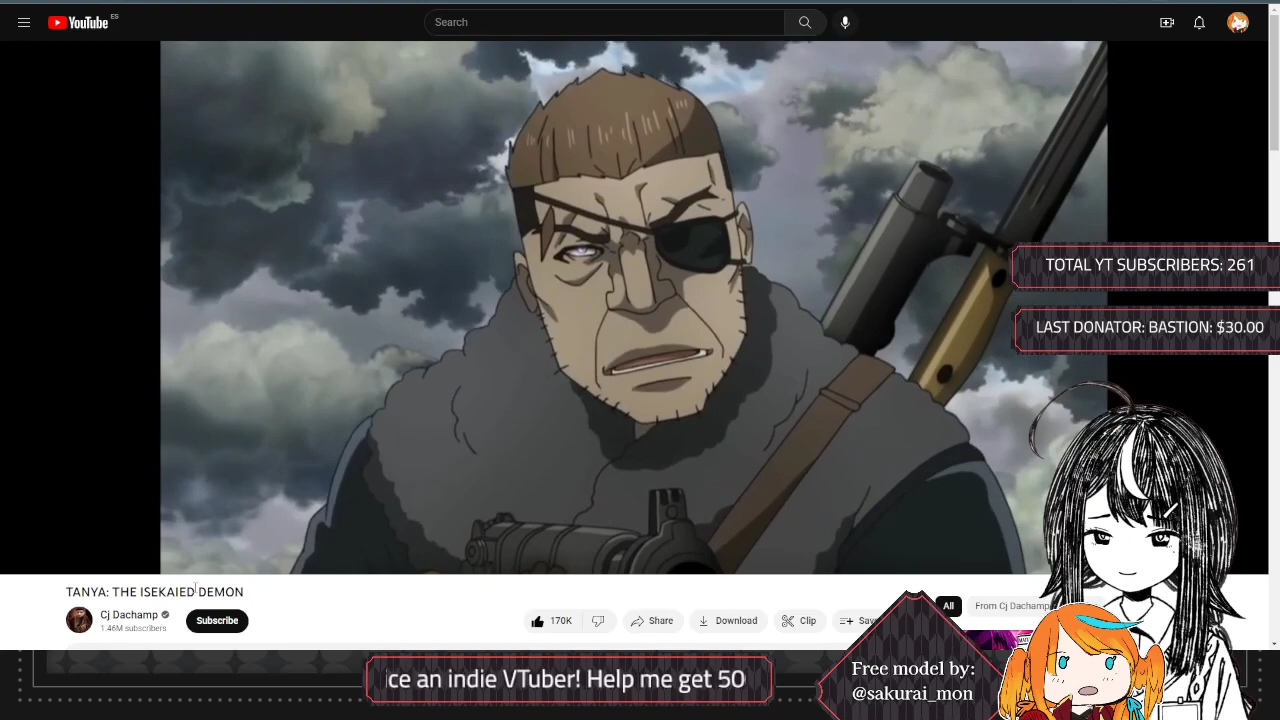 YouTube ES
Search
TOTAL YT SUBSCRIBERS: 261
LAST DONATOR: BASTION: $30.00
TANYA: THE ISEKAIED DEMON
Cj Dachamp
1.46M subscribers
Subscribe
170K
Share
Download
Clip
Save
All
From Cj Dachamp
ce an indie VTuber! Help me get 50
Free model by:
@sakurai_mon